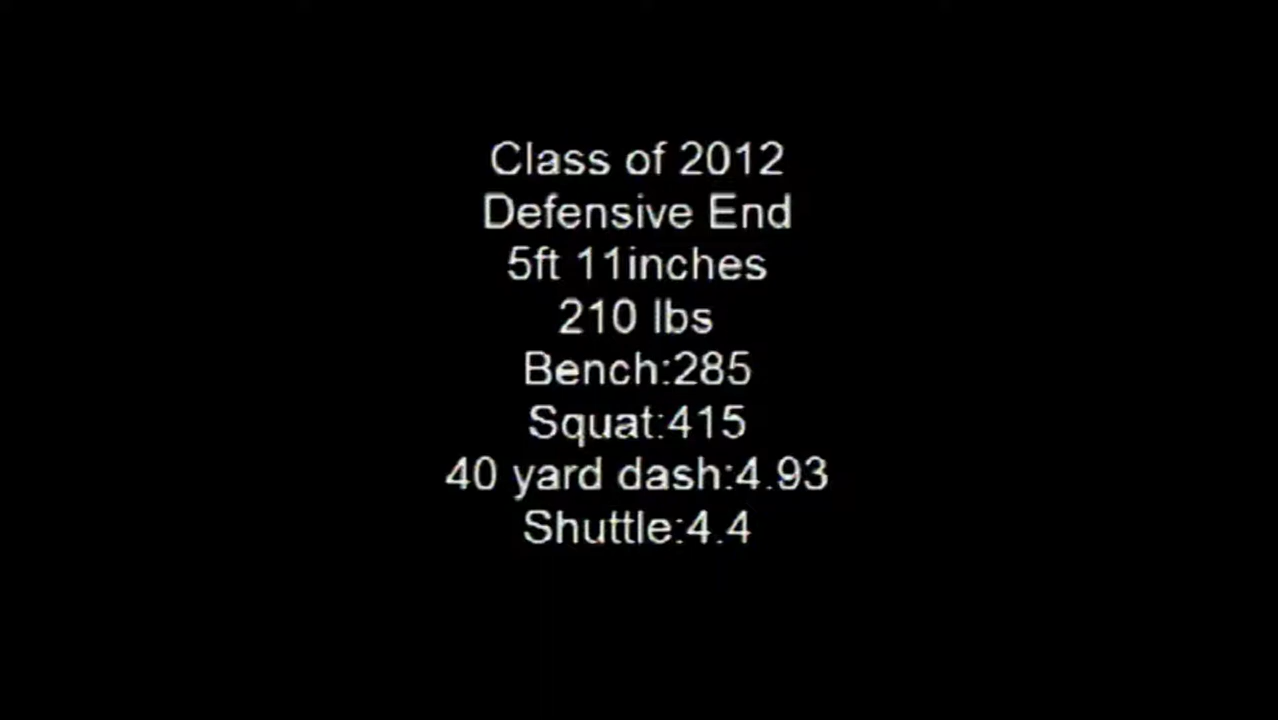 Class of 2012
Defensive End
5ft 11inches
210 lbs
Bench:285
Squat:415
40 yard dash:4.93
Shuttle:4.4